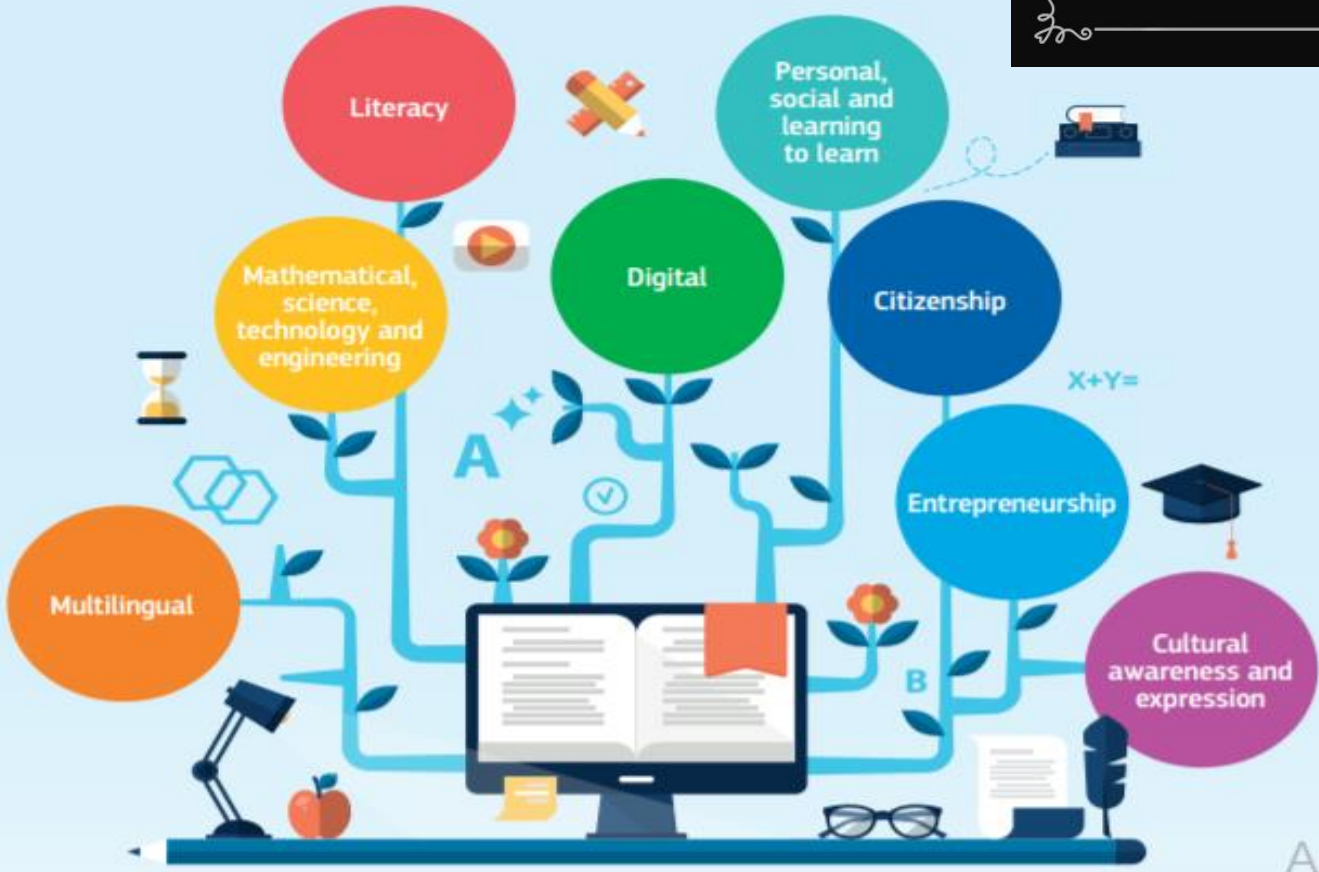 Literacy
Personal,
social and
learning
to learn
Mathematical,
science,
technology and
engineering
Digital
Citizenship
X+Y=
A
Entrepreneurship
Multilingual
B
Cultural
awareness and
expression
A